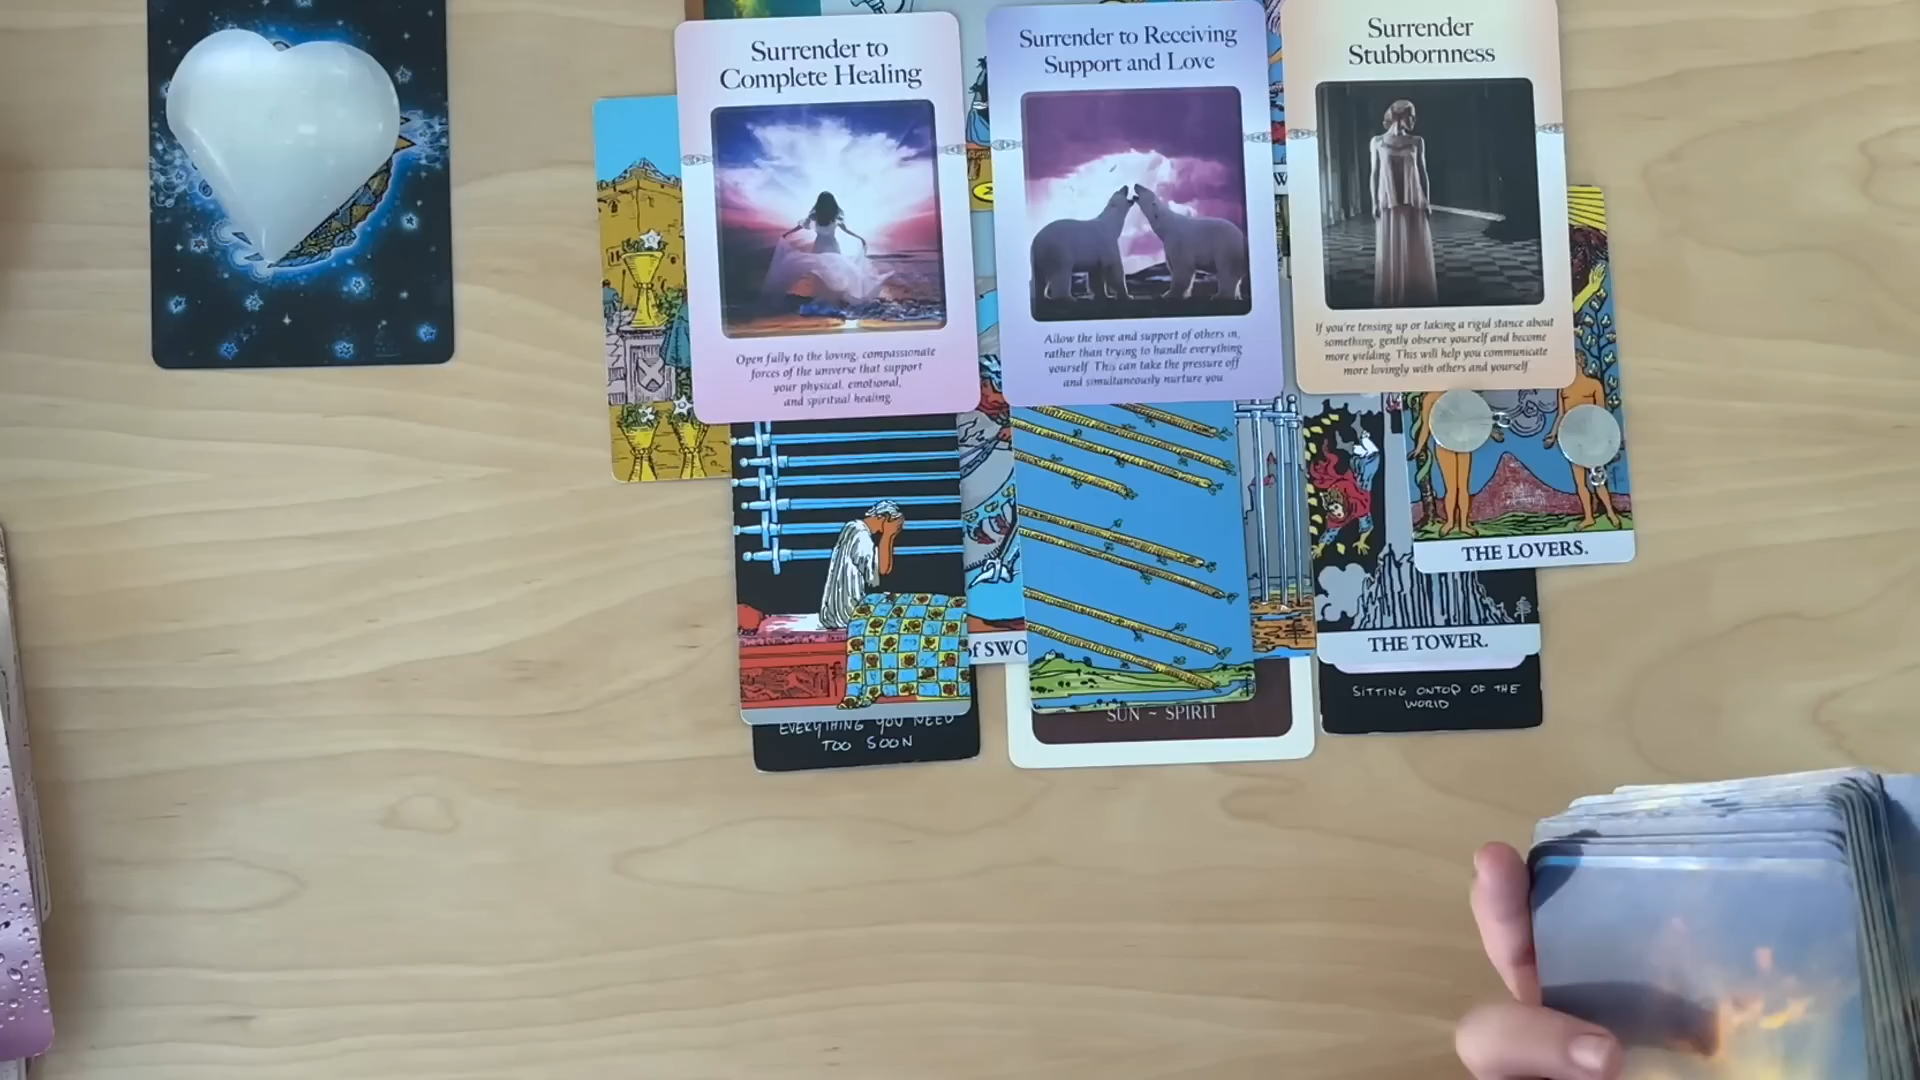 Surrender to
Complete Healing
Open fully to the loving, compassionate
forces of the universe that support
your physical, emotional,
and spiritual healing.
Surrender to Receiving
Support and Love
Allow the love and support of others in,
rather than trying to handle everything
yourself. This can take the pressure off
and simultaneously nurture you
Surrender
Stubbornness
If you're tensing up or taking a rigid stance about
something, gently observe yourself and become
more yielding. This will help you communicate
more lovingly with others and yourself
W
THE LOVERS.
THE TOWER.
of SWO
SITTING ONTOP OF THE
WORLD
SUN ~ SPIRIT
EVERYTHING YOU NEED
TOO SOON